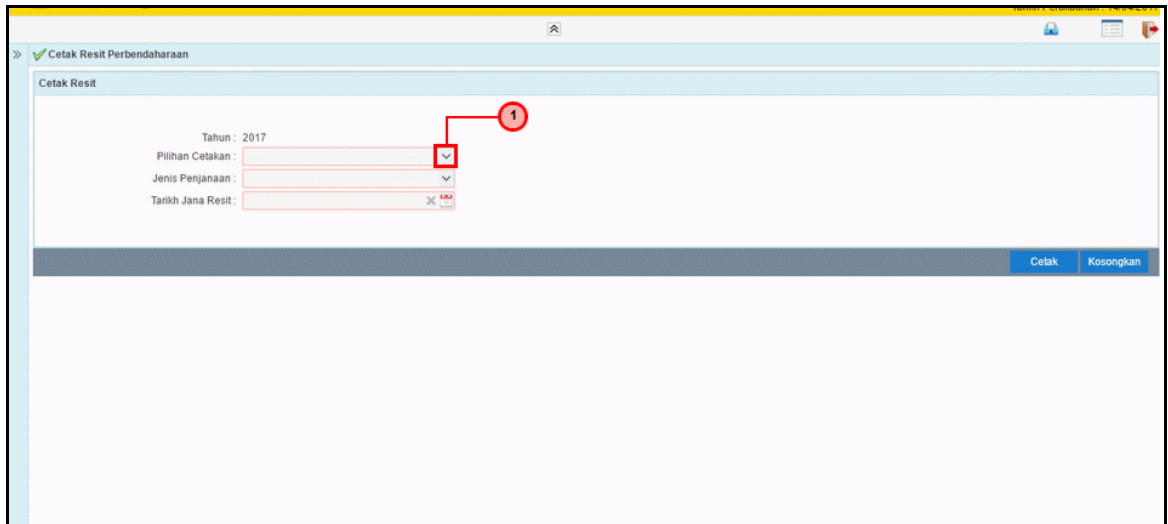 Cetak Resit Perbendaharaan
Cetak Resit
1
Tahun : 2017
Pilihan Cetakan :
Jenis Penjanaan :
Tarikh Jana Resit :
Cetak Kosongkan